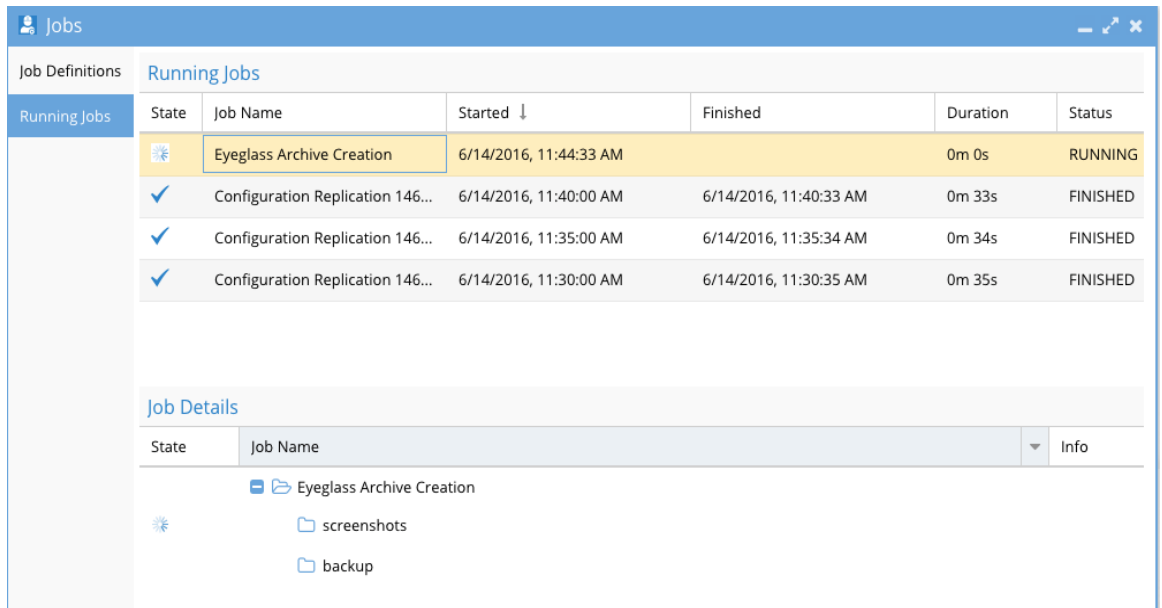 Jobs
Job Definitions
Running Jobs
Running Jobs
State Job Name Started ↓ Finished Duration Status
Eyeglass Archive Creation 6/14/2016, 11:44:33 AM 0m 0s RUNNING
Configuration Replication 146... 6/14/2016, 11:40:00 AM 6/14/2016, 11:40:33 AM 0m 33s FINISHED
Configuration Replication 146... 6/14/2016, 11:35:00 AM 6/14/2016, 11:35:34 AM 0m 34s FINISHED
Configuration Replication 146... 6/14/2016, 11:30:00 AM 6/14/2016, 11:30:35 AM 0m 35s FINISHED
Job Details
State Job Name Info
Eyeglass Archive Creation
screenshots
backup